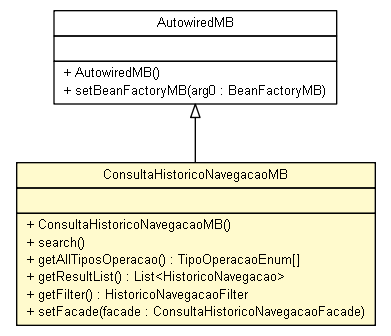 AutowiredMB
+ AutowiredMB()
+ setBeanFactoryMB(arg0 : BeanFactoryMB)
ConsultaHistoricoNavegacaoMB
+ ConsultaHistoricoNavegacaoMB()
+ search()
+ getAllTiposOperacao() : TipoOperacaoEnum[]
+ getResultList() : List<HistoricoNavegacao>
+ getFilter() : HistoricoNavegacaoFilter
+ setFacade(facade : ConsultaHistoricoNavegacaoFacade)